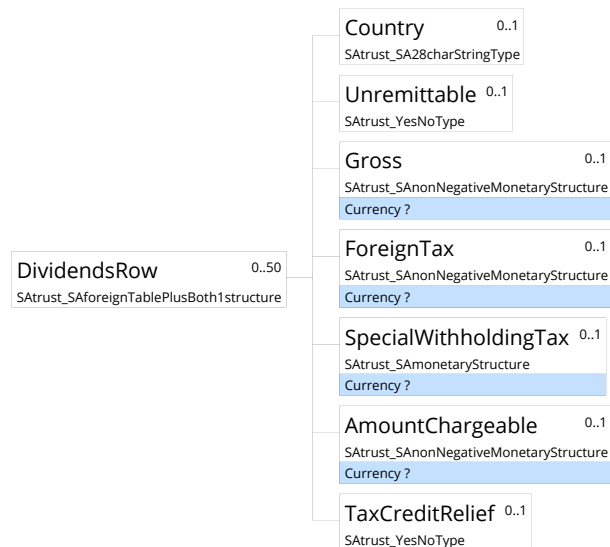 Country 0..1
SAtrust_SA28charStringType
Unremittable 0..1
SAtrust_YesNoType
Gross 0..1
SAtrust_SAnonNegativeMonetaryStructure
Currency ?
DividendsRow 0..50
SAtrust_SAforeignTablePlusBoth1structure
ForeignTax 0..1
SAtrust_SAnonNegativeMonetaryStructure
Currency ?
SpecialWithholdingTax 0..1
SAtrust_SAmonetaryStructure
Currency ?
AmountChargeable 0..1
SAtrust_SAnonNegativeMonetaryStructure
Currency ?
TaxCreditRelief 0..1
SAtrust_YesNoType